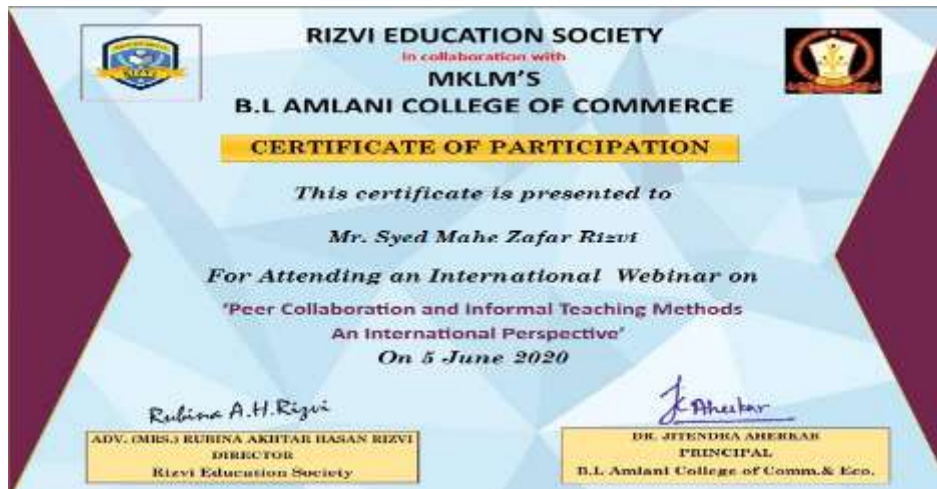 RIZVI EDUCATION SOCIETY
in collaboration with
MKLM'S
B.L AMLANI COLLEGE OF COMMERCE
CERTIFICATE OF PARTICIPATION
This certificate is presented to
Mr. Syed Mahe Zafar Rizvi
For Attending an International Webinar on
'Peer Collaboration and Informal Teaching Methods
An International Perspective'
On 5 June 2020
Rubina A.H.Rizvi
ADV. (MRS.) RUBINA AKHTAR HASAN RIZVI
DIRECTOR
Rizvi Education Society
Aherkar
DR. JITENDRA AHERKAR
PRINCIPAL
B.L Amlani College of Comm.& Eco.